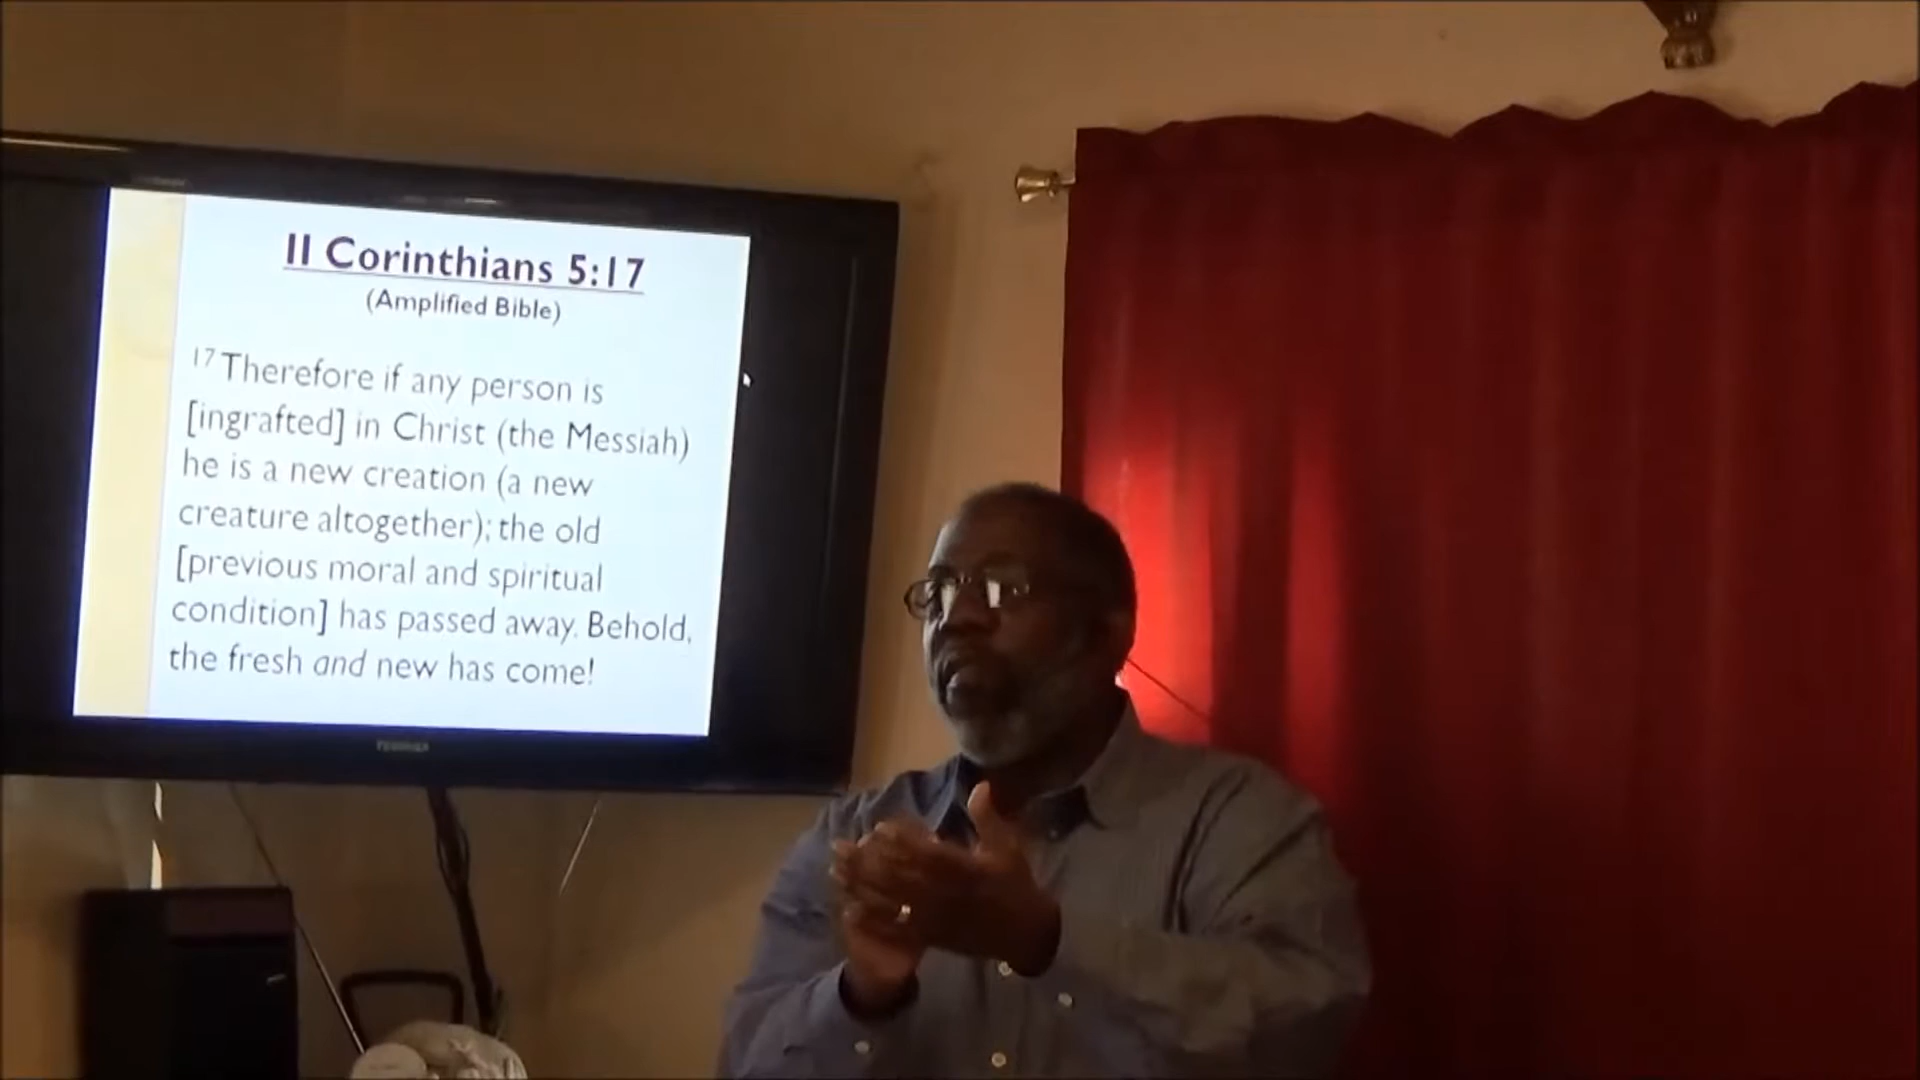 II Corinthians 5:17
(Amplified Bible)
17 Therefore if any person is
[ingrafted] in Christ (the Messiah)
he is a new creation (a new
creature altogether); the old
[previous moral and spiritual
condition] has passed away. Behold,
the fresh and new has come!
TOSHIBA